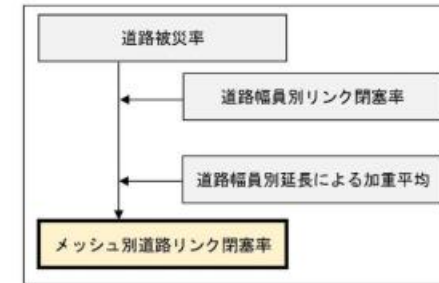 道路被災率
道路幅員別リンク閉塞率
道路幅員別延長による加重平均
メッシュ別道路リンク閉塞率